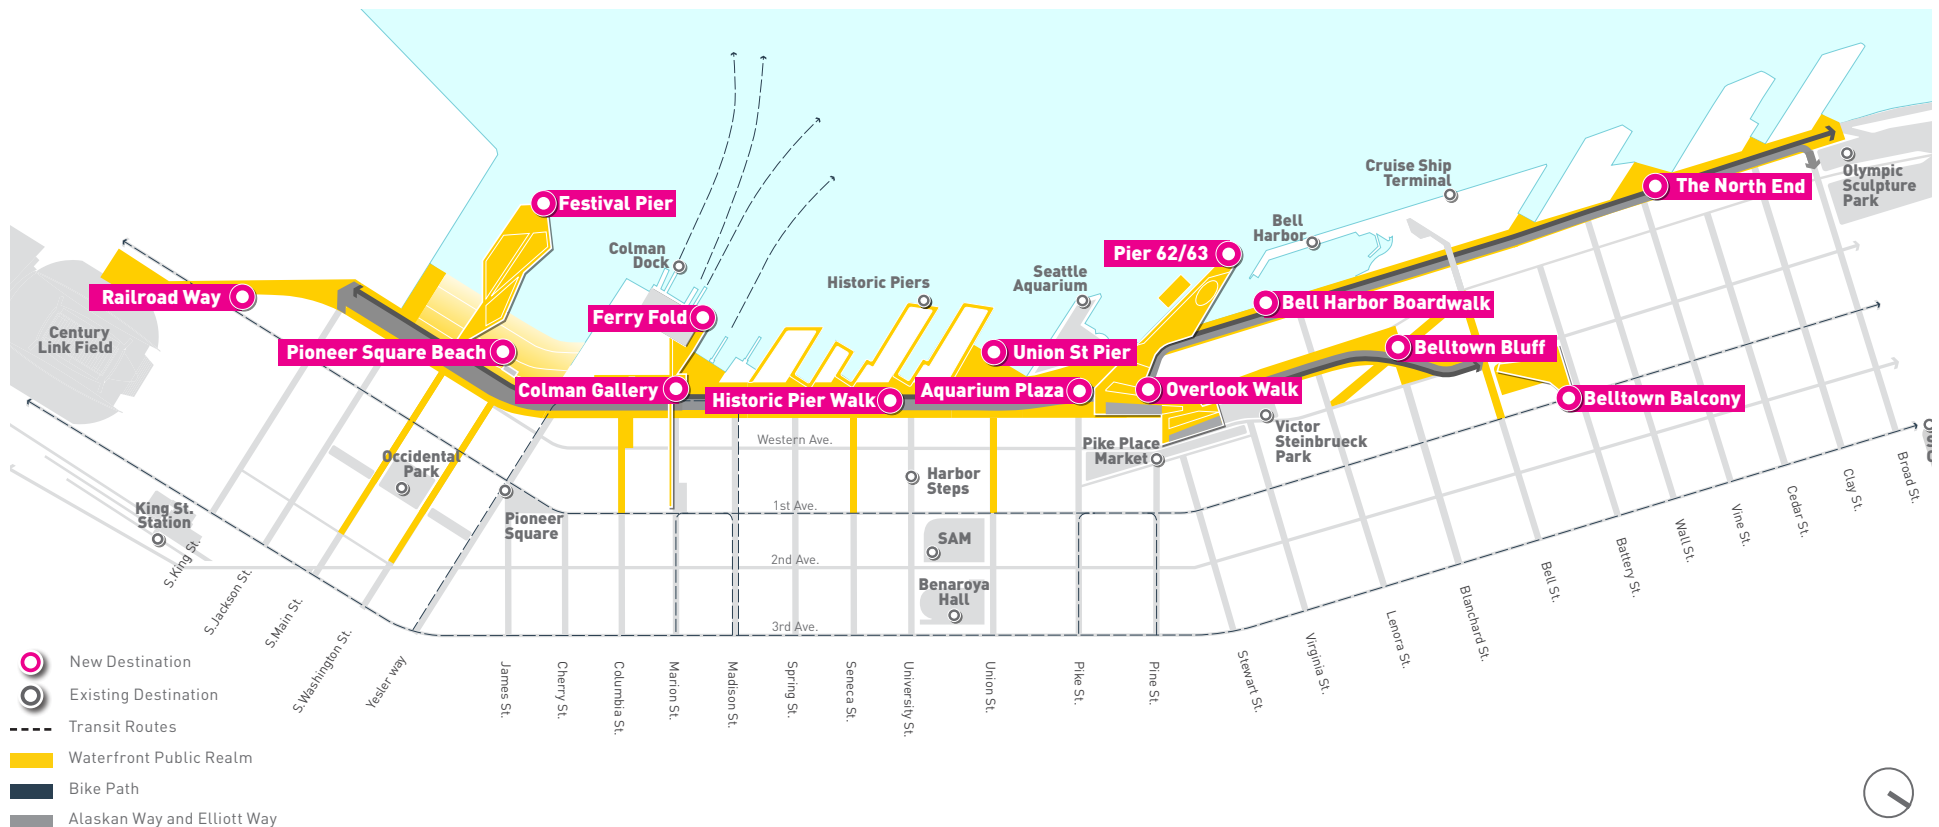 Festival Pier
Railroad Way
Pioneer Square Beach
Colman
Dock
Ferry Fold
Colman Gallery
Historic Piers
Historic Pier Walk
Seattle
Aquarium
Union St Pier
Aquarium Plaza
Pier 62/63
Overlook Walk
Bell
Harbor
Cruise Ship
Terminal
Bell Harbor Boardwalk
Belltown Bluff
Belltown Balcony
The North End
Olympic
Sculpture
Park
Century
Link Field
King St.
Station
Occidental
Park
Pioneer
Square
Harbor
Steps
SAM
Benaroya
Hall
Pike Place
Market
Victor
Steinbrueck
Park
Western Ave.
1st Ave.
2nd Ave.
3rd Ave.
S.King St.
S.Jackson St.
S.Main St.
S.Washington St.
Yesler way
James St.
Cherry St.
Columbia St.
Marion St.
Madison St.
Spring St.
Seneca St.
University St.
Union St.
Pike St.
Pine St.
Stewart St.
Virginia St.
Lenora St.
Blanchard St.
Bell St.
Battery St.
Wall St.
Vine St.
Cedar St.
Clay St.
Broad St.
New Destination
Existing Destination
Transit Routes
Waterfront Public Realm
Bike Path
Alaskan Way and Elliott Way